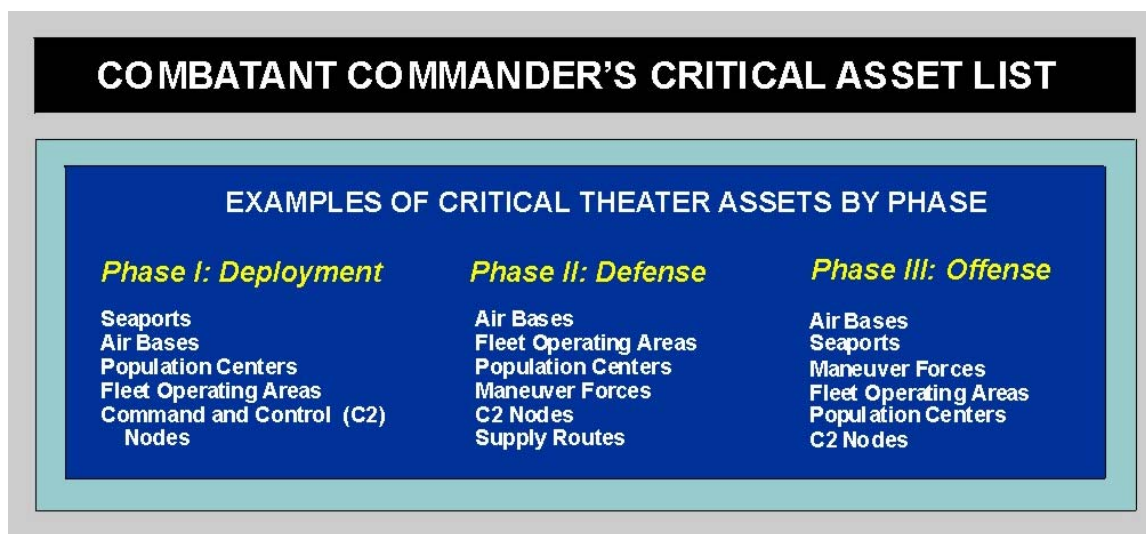 COMBATANT COMMANDER'S CRITICAL ASSET LIST
EXAMPLES OF CRITICAL THEATER ASSETS BY PHASE
Phase I: Deployment
Seaports
Air Bases
Population Centers
Fleet Operating Areas
Command and Control (C2)
Nodes
Phase II: Defense
Air Bases
Fleet Operating Areas
Population Centers
Maneuver Forces
C2 Nodes
Supply Routes
Phase III: Offense
Air Bases
Seaports
Maneuver Forces
Fleet Operating Areas
Population Centers
C2 Nodes